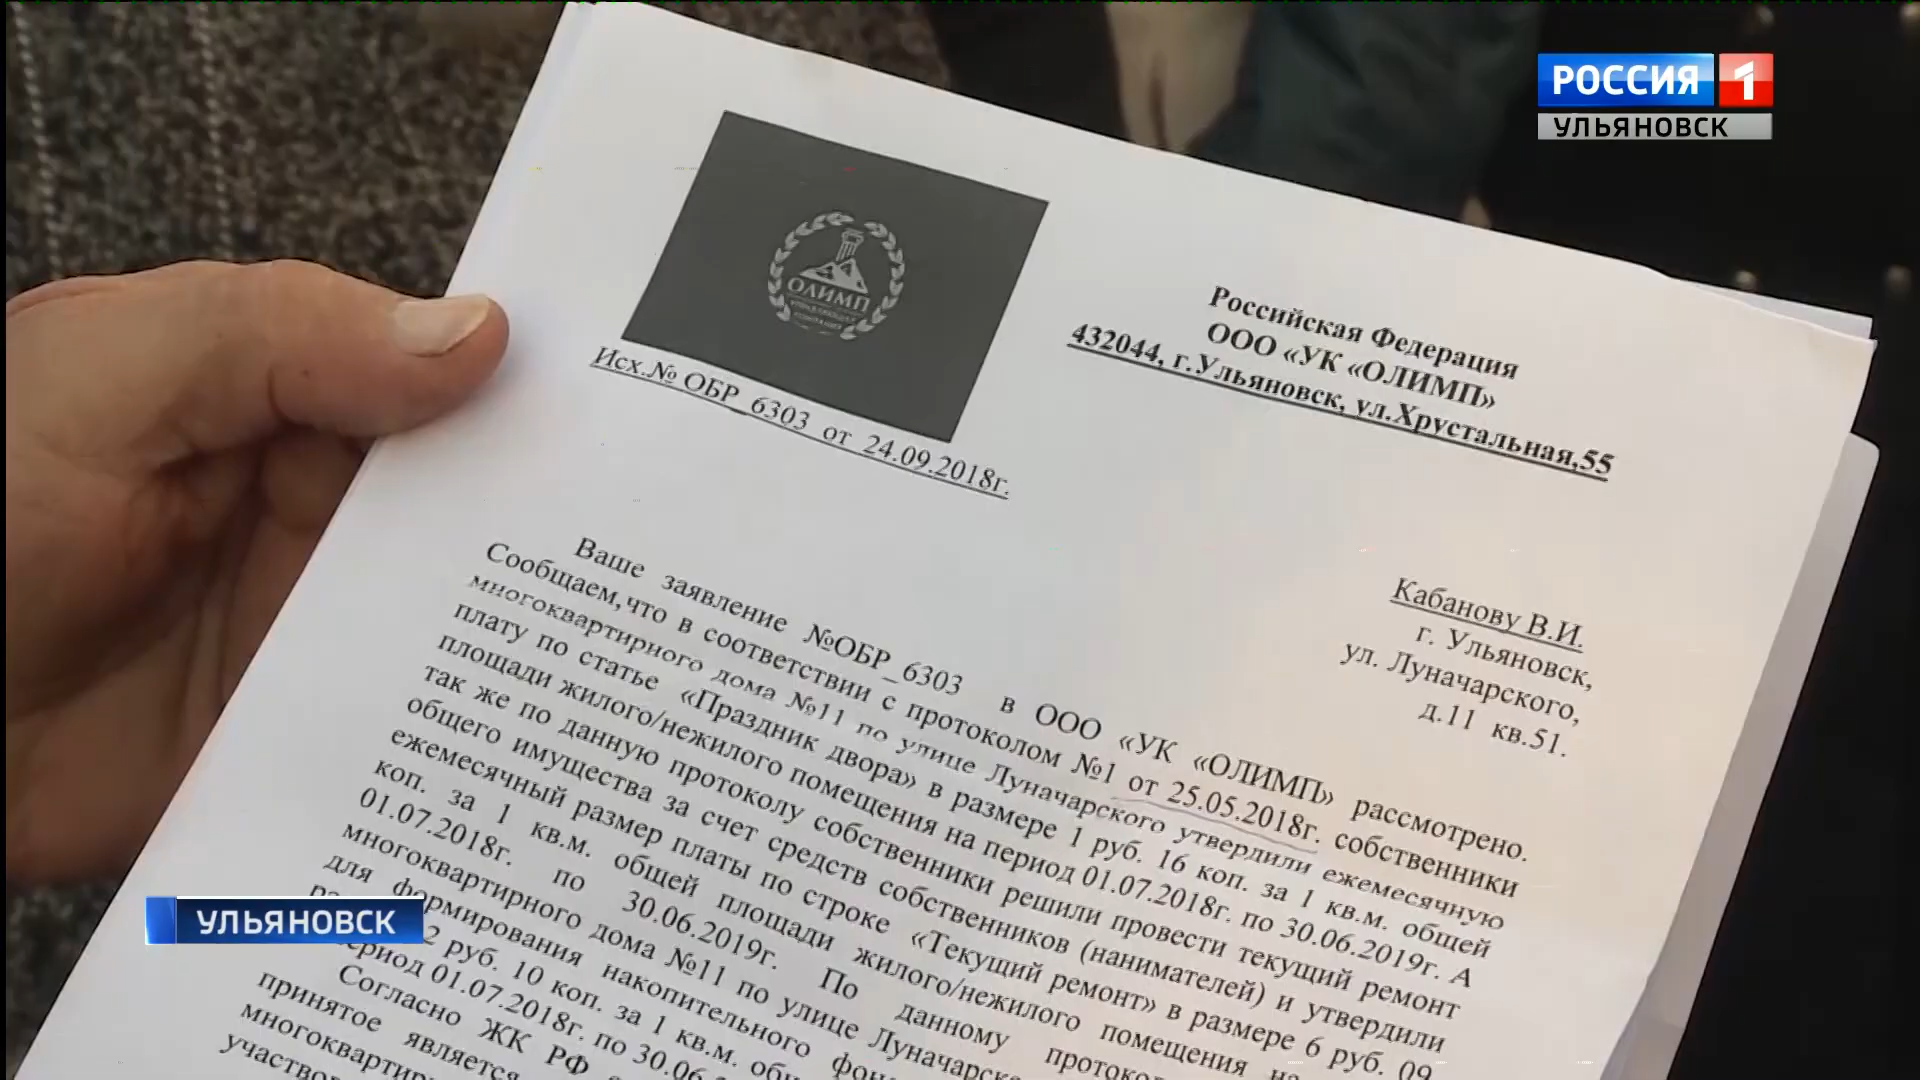 РОССИЯ 1
УЛЬЯНОВСК
ОЛИМП
УПРАВЛЯЮЩАЯ
КОМПАНИЯ
Российская Федерация
ООО «УК «ОЛИМП»
432044, г.Ульяновск, ул.Хрустальная,55
Исх.№ ОБР_6303 от 24.09.2018г.
Кабанову В.И.
г. Ульяновск,
ул. Луначарского,
д.11 кв.51.
Ваше заявление №ОБР_6303 в ООО «УК «ОЛИМП» рассмотрено.
Сообщаем,что в соответствии с протоколом №1 от 25.05.2018г. собственники
многоквартирного дома №11 по улице Луначарского утвердили ежемесячную
плату по статье «Праздник двора» в размере 1 руб. 16 коп. за 1 кв.м. общей
площади жилого/нежилого помещения на период 01.07.2018г. по 30.06.2019г. А
так же по данную протоколу собственники решили провести текущий ремонт
общего имущества за счет средств собственников (нанимателей) и утвердили
ежемесячный размер платы по строке «Текущий ремонт» в размере 6 руб. 09
коп. за 1 кв.м. общей площади жилого/нежилого помещения на
01.07.2018г. по 30.06.2019г. По данному
многоквартирного дома №11 по улице
для формирования накопительного
2 руб. 10 коп. за 1 кв.м.
период 01.07.2018г. по
Согласно ЖК РФ
принятое является
УЛЬЯНОВСК